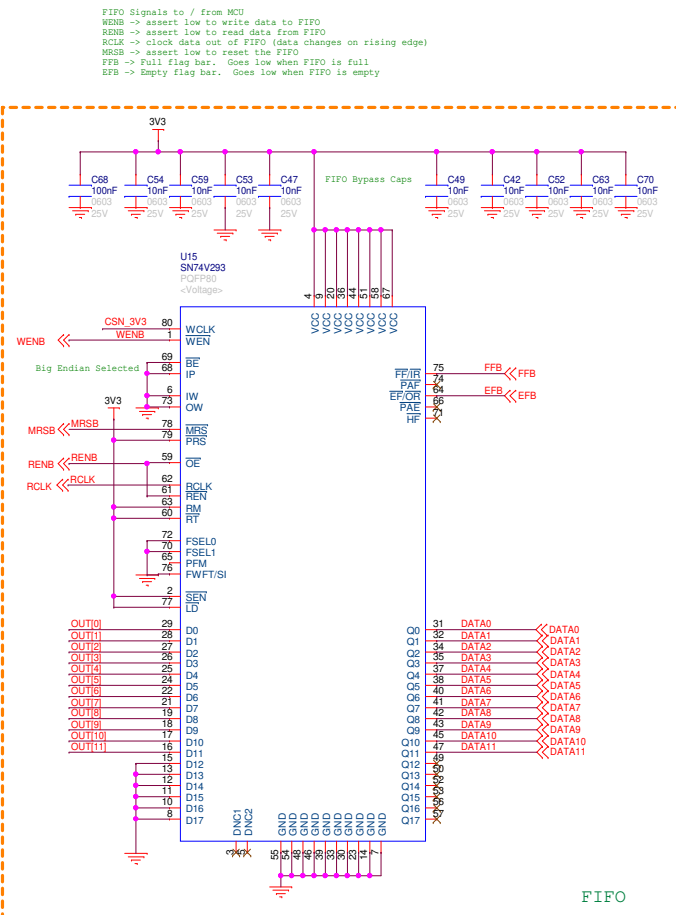 FIFO Signals to / from MCU
WENB -> assert low to write data to FIFO
RENB -> assert low to read data from FIFO
RCLK -> clock data out of FIFO (data changes on rising edge)
MRSB -> assert low to reset the FIFO
FFB -> Full flag bar.  Goes low when FIFO is full
EFB -> Empty flag bar.  Goes low when FIFO is empty
3V3
C68 C54 C59 C53 C47 FIFO Bypass Caps C49 C42 C52 C63 C70
100nF 10nF 10nF 10nF 10nF 10nF 10nF 10nF 10nF 10nF
0603 0603 0603 0603 0603 0603 0603 0603 0603 0603
25V 25V 25V 25V 25V 25V 25V 25V 25V 25V
U15
SN74V293
PQFP80
<Voltage>
4 9 20 36 44 51 58 67
VCC VCC VCC VCC VCC VCC VCC VCC
CSN_3V3 80 WCLK
WENB WENB 1 WEN
69 BE
Big Endian Selected 68 IP
6 IW
73 OW
3V3
MRSB MRSB 78 MRS
79 PRS
RENB RENB 59 OE
RCLK RCLK 62 RCLK
61 REN
63 RM
60 RT
72 FSEL0
70 FSEL1
65 PFM
76 FWFT/SI
2 SEN
77 LD
FF/IR 75 FFB FFB
PAF 74
EF/OR 64 EFB EFB
PAE 66
HF 71
OUT[0] 29 D0
OUT[1] 28 D1
OUT[2] 27 D2
OUT[3] 26 D3
OUT[4] 25 D4
OUT[5] 24 D5
OUT[6] 22 D6
OUT[7] 21 D7
OUT[8] 19 D8
OUT[9] 18 D9
OUT[10] 17 D10
OUT[11] 16 D11
15 D12
13 D13
12 D14
11 D15
10 D16
8 D17
Q0 31 DATA0 DATA0
Q1 32 DATA1 DATA1
Q2 34 DATA2 DATA2
Q3 35 DATA3 DATA3
Q4 37 DATA4 DATA4
Q5 38 DATA5 DATA5
Q6 40 DATA6 DATA6
Q7 41 DATA7 DATA7
Q8 42 DATA8 DATA8
Q9 43 DATA9 DATA9
Q10 45 DATA10 DATA10
Q11 47 DATA11 DATA11
Q12 49
Q13 50
Q14 52
Q15 53
Q16 56
Q17 57
DNC1 DNC2 GND GND GND GND GND GND GND GND GND GND
3 5 55 54 48 46 39 33 30 23 14 7
FIFO